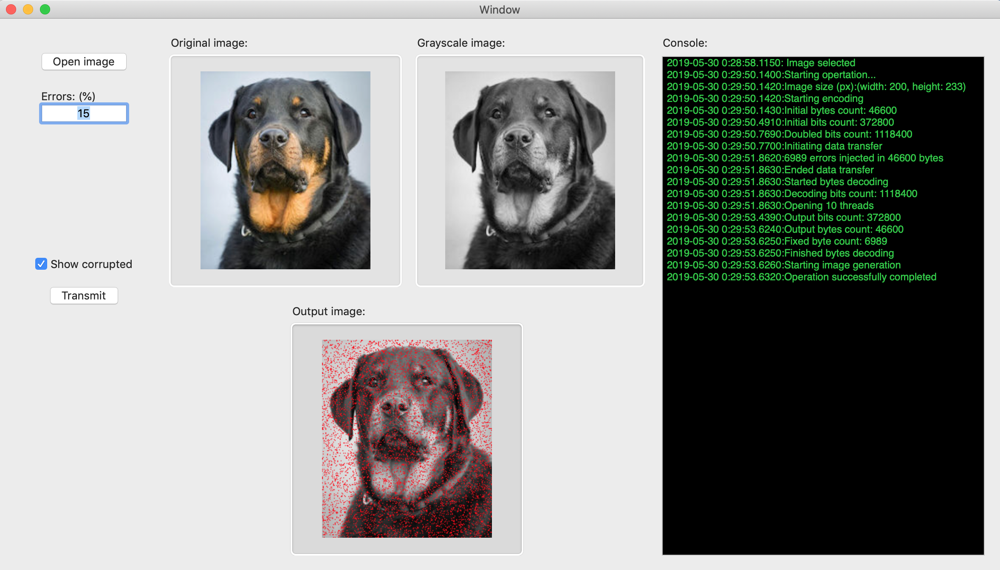 Window
Open image
Errors: (%)
15
Show corrupted
Transmit
Original image:
Grayscale image:
Output image:
Console:
2019-05-30 0:28:58.1150: Image selected
2019-05-30 0:29:50.1400:Starting opertation...
2019-05-30 0:29:50.1420:Image size (px):(width: 200, height: 233)
2019-05-30 0:29:50.1420:Starting encoding
2019-05-30 0:29:50.1430:Initial bytes count: 46600
2019-05-30 0:29:50.4910:Initial bits count: 372800
2019-05-30 0:29:50.7690:Doubled bits count: 1118400
2019-05-30 0:29:50.7700:Initiating data transfer
2019-05-30 0:29:51.8620:6989 errors injected in 46600 bytes
2019-05-30 0:29:51.8630:Ended data transfer
2019-05-30 0:29:51.8630:Started bytes decoding
2019-05-30 0:29:51.8630:Decoding bits count: 1118400
2019-05-30 0:29:51.8630:Opening 10 threads
2019-05-30 0:29:53.4390:Output bits count: 372800
2019-05-30 0:29:53.6240:Output bytes count: 46600
2019-05-30 0:29:53.6250:Fixed byte count: 6989
2019-05-30 0:29:53.6250:Finished bytes decoding
2019-05-30 0:29:53.6260:Starting image generation
2019-05-30 0:29:53.6320:Operation successfully completed